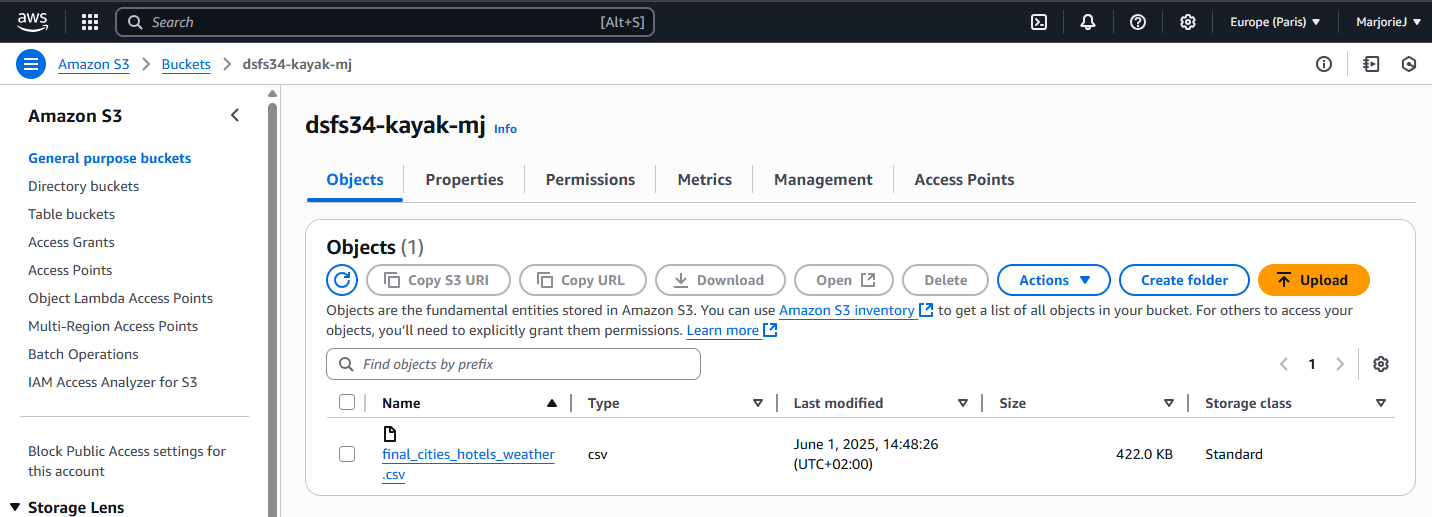 aws
Search [Alt+S]
Europe (Paris)
MarjorieJ
Amazon S3
Buckets
dsfs34-kayak-mj
Amazon S3
General purpose buckets
Directory buckets
Table buckets
Access Grants
Access Points
Object Lambda Access Points
Multi-Region Access Points
Batch Operations
IAM Access Analyzer for S3
Block Public Access settings for
this account
Storage Lens
dsfs34-kayak-mj Info
Objects
Properties
Permissions
Metrics
Management
Access Points
Objects (1)
Copy S3 URI
Copy URL
Download
Open
Delete
Actions
Create folder
Upload
Objects are the fundamental entities stored in Amazon S3. You can use Amazon S3 inventory to get a list of all objects in your bucket. For others to access your
objects, you'll need to explicitly grant them permissions. Learn more
Find objects by prefix
1
Name
Type
Last modified
Size
Storage class
final_cities_hotels_weather
.csv
csv
June 1, 2025, 14:48:26
(UTC+02:00)
422.0 KB
Standard